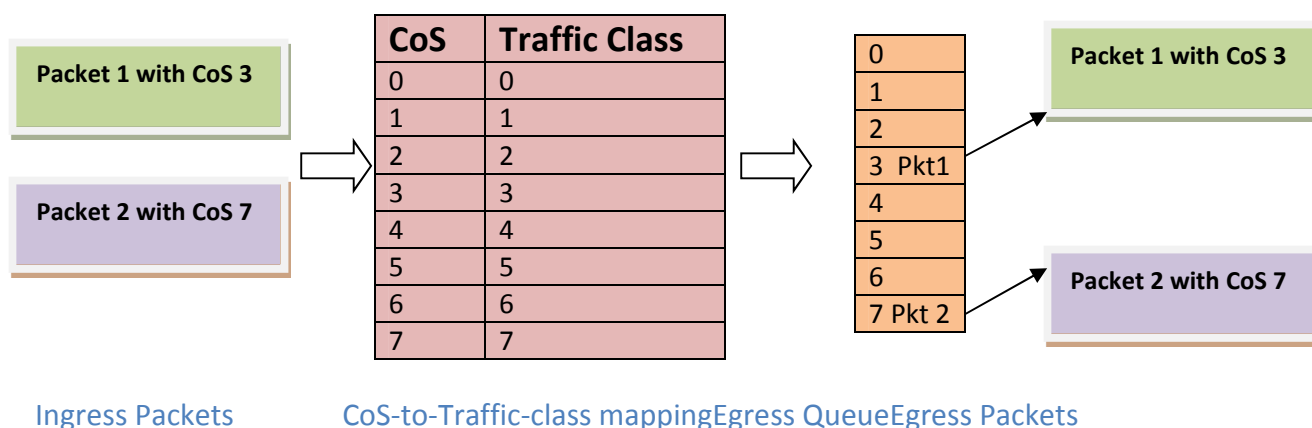 Packet 1 with CoS 3
Packet 2 with CoS 7
CoS Traffic Class
0 0
1 1
2 2
3 3
4 4
5 5
6 6
7 7
0
1
2
3 Pkt1
4
5
6
7 Pkt 2
Packet 1 with CoS 3
Packet 2 with CoS 7
Ingress Packets CoS-to-Traffic-class mappingEgress QueueEgress Packets